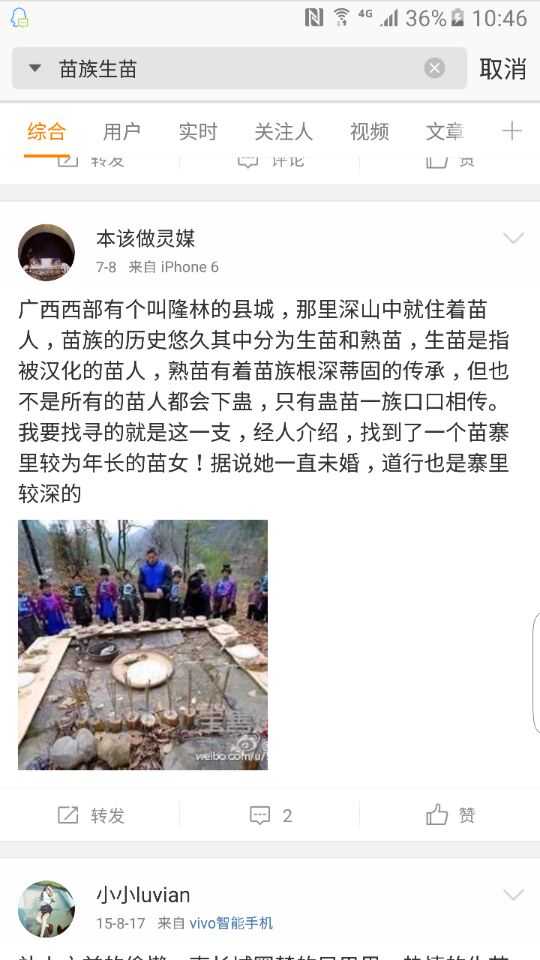 4G 36% 10:46
苗族生苗 取消
综合 用户 实时 关注人 视频 文章
转发 评论 赞
本该做灵媒
7-8 来自 iPhone 6
广西西部有个叫隆林的县城，那里深山中就住着苗
人，苗族的历史悠久其中分为生苗和熟苗，生苗是指
被汉化的苗人，熟苗有着苗族根深蒂固的传承，但也
不是所有的苗人都会下蛊，只有蛊苗一族口口相传。
我要找寻的就是这一支，经人介绍，找到了一个苗寨
里较为年长的苗女！据说她一直未婚，道行也是寨里
较深的
weibo.com/u/
转发 2 赞
小小luvian
15-8-17 来自 vivo智能手机